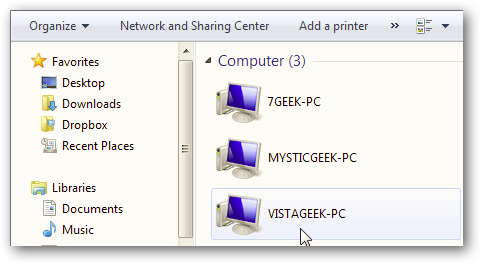 Organize Network and Sharing Center Add a printer »
Favorites
Desktop
Downloads
Dropbox
Recent Places
Libraries
Documents
Music
Computer (3)
7GEEK-PC
MYSTICGEEK-PC
VISTAGEEK-PC